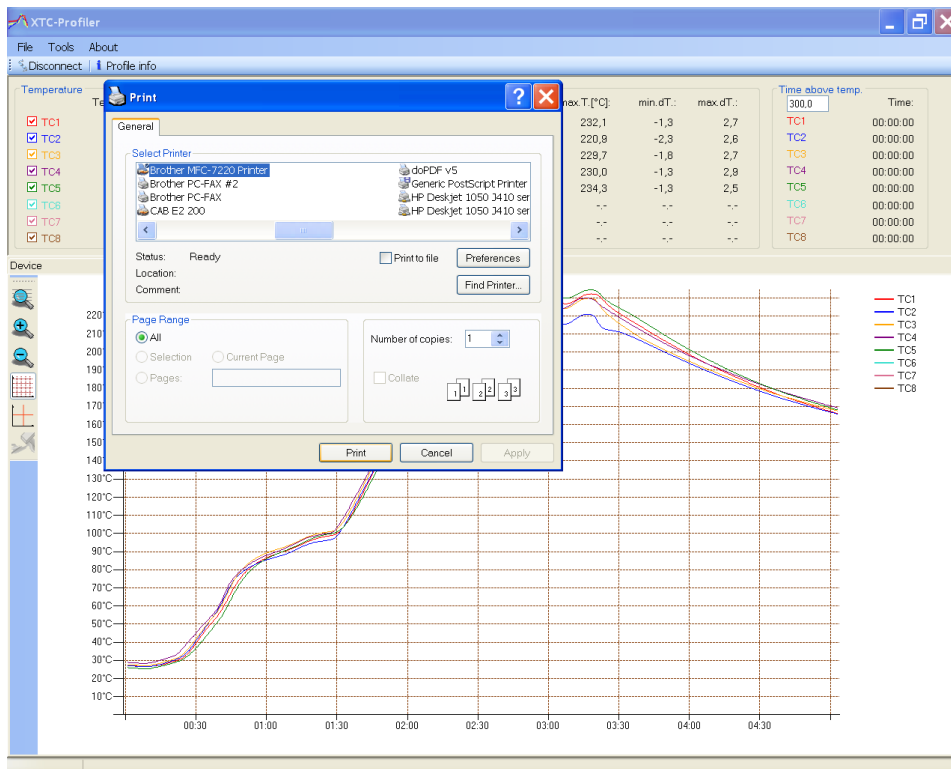 XTC-Profiler
File Tools About
Disconnect i Profile info
Temperature
Te
TC1
TC2
TC3
TC4
TC5
TC6
TC7
TC8
Print
General
Select Printer
Brother MFC-7220 Printer
Brother PC-FAX #2
Brother PC-FAX
CAB E2 200
doPDF v5
Generic PostScript Printer
HP Deskjet 1050 J410 ser
HP Deskjet 1050 J410 ser
Status: Ready
Location:
Comment:
Print to file
Preferences
Find Printer...
Page Range
All
Selection Current Page
Pages:
Number of copies: 1
Collate
1 1 2 2 3 3
Print Cancel Apply
max.T.[°C]: min.dT.: max.dT.:
232,1 -1,3 2,7
220,9 -2,3 2,6
229,7 -1,8 2,7
230,0 -1,3 2,9
234,3 -1,3 2,5
-.- -,- -,-
-.- -,- -,-
-.- -,- -,-
Time above temp.
300,0 Time:
TC1 00:00:00
TC2 00:00:00
TC3 00:00:00
TC4 00:00:00
TC5 00:00:00
TC6 00:00:00
TC7 00:00:00
TC8 00:00:00
Device
220°
210°
200°
190°
180°
170°
160°
150°
140°
130°C
120°C
110°C
100°C
90°C
80°C
70°C
60°C
50°C
40°C
30°C
20°C
10°C
00:30 01:00 01:30 02:00 02:30 03:00 03:30 04:00 04:30
TC1
TC2
TC3
TC4
TC5
TC6
TC7
TC8